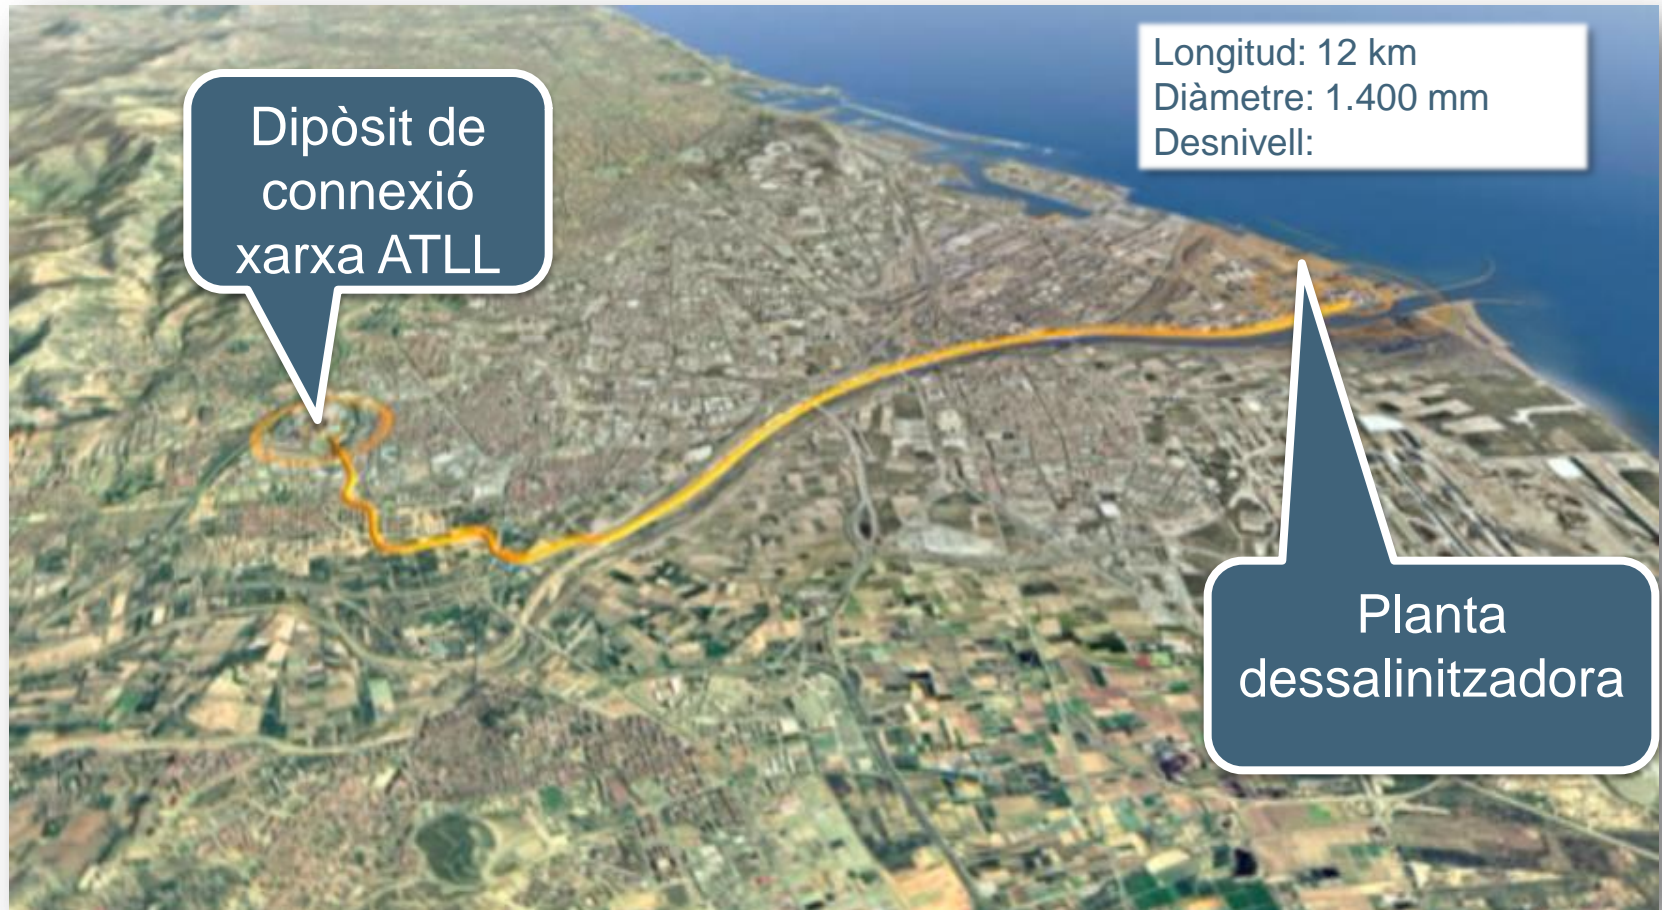 Longitud: 12 km
Diàmetre: 1.400 mm
Desnivell:
Dipòsit de
connexió
xarxa ATLL
Planta
dessalinitzadora